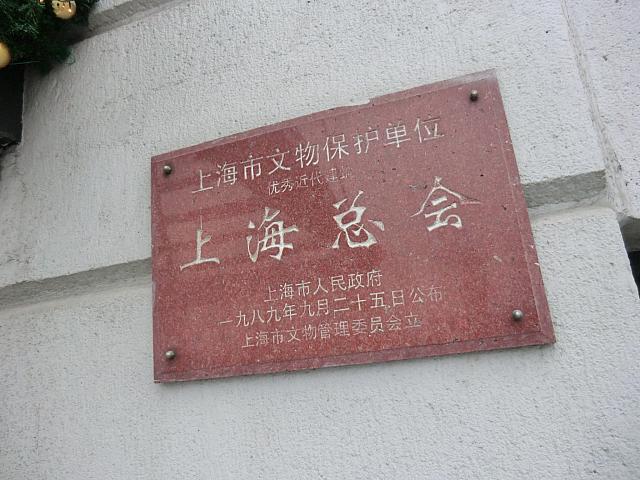 上海市文物保护单位
优秀近代建筑
上海总会
上海市人民政府
一九八九年九月二十五日公布
上海市文物管理委员会立